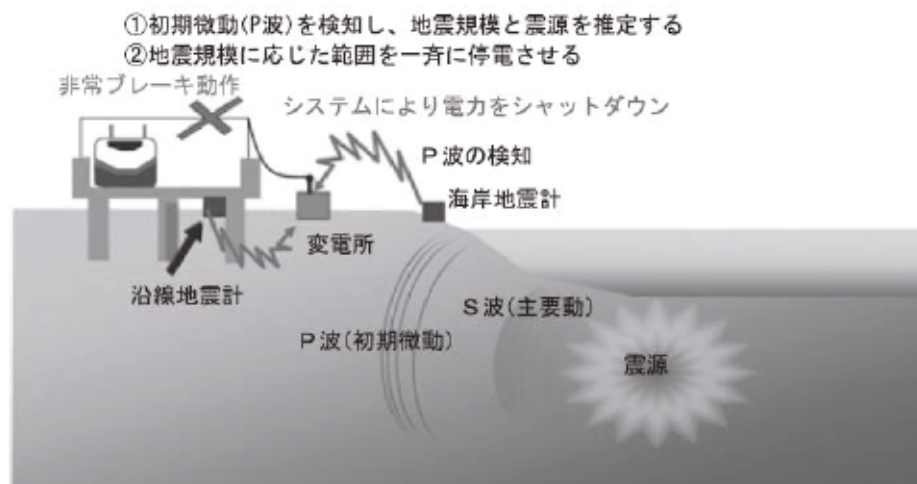 ①初期微動(P波)を検知し、地震規模と震源を推定する
②地震規模に応じた範囲を一斉に停電させる
非常ブレーキ動作
システムにより電力をシャットダウン
P波の検知
海岸地震計
変電所
沿線地震計
S波(主要動)
P波(初期微動)
震源